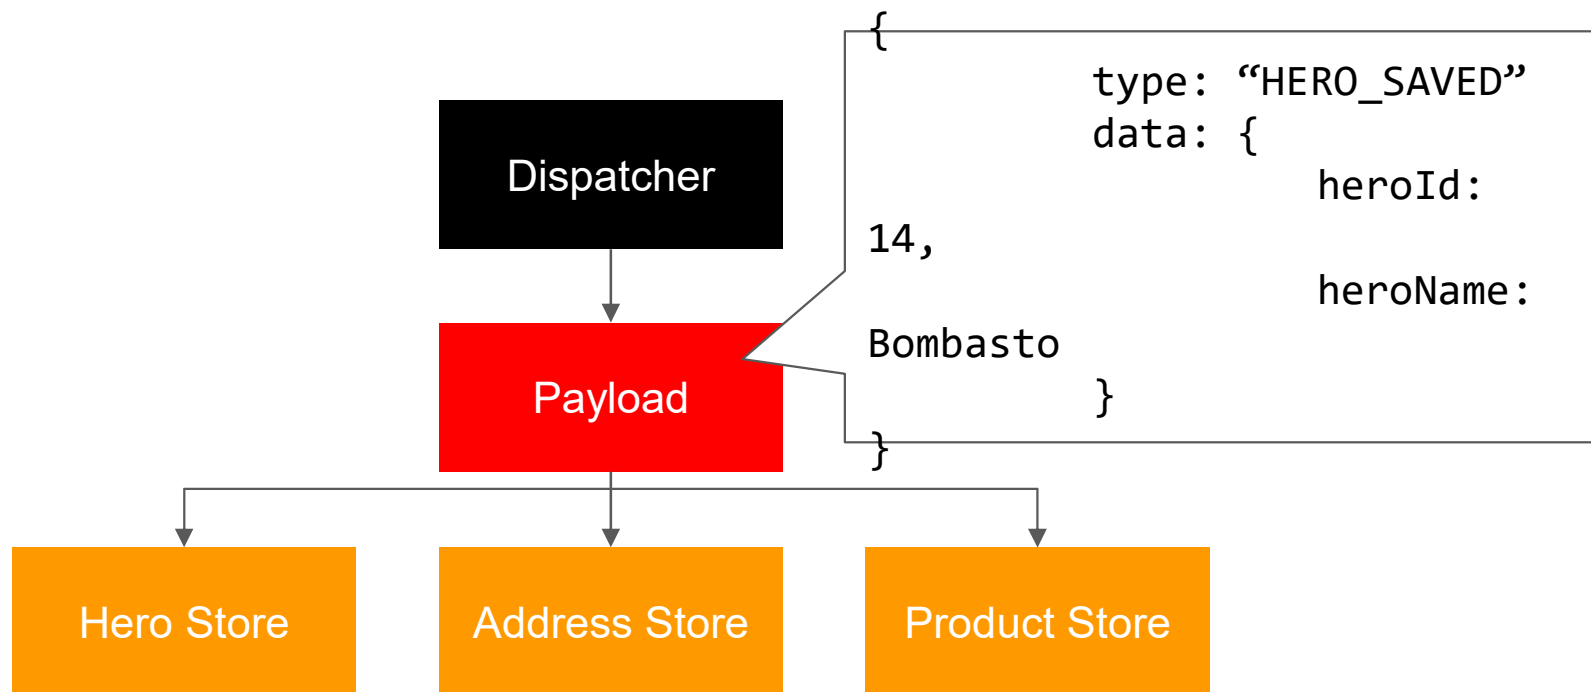 {
type: “HERO_SAVED”
data: {
heroId:
14,
heroName:
Bombasto
}
}
Dispatcher
Payload
Hero Store
Address Store
Product Store